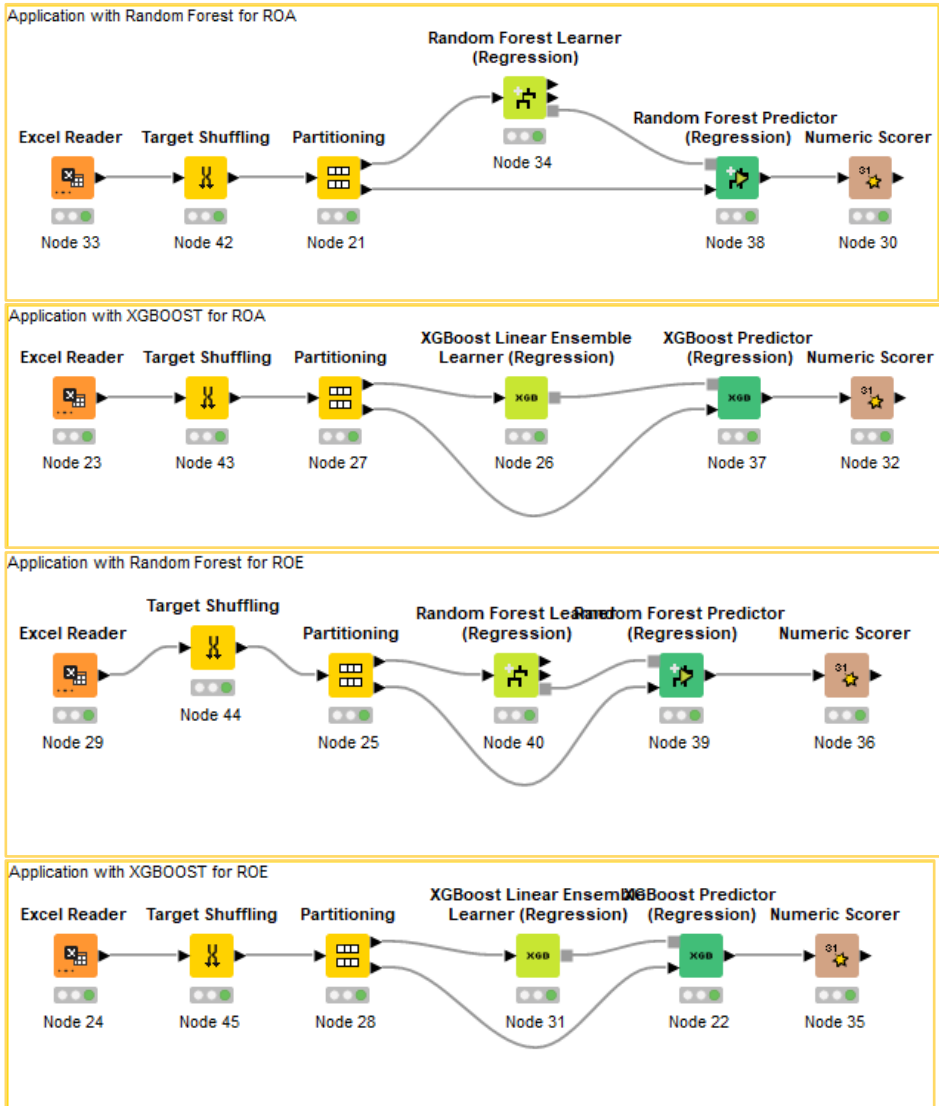 Application with Random Forest for ROA
Random Forest Learner
(Regression)
Excel Reader Target Shuffling Partitioning
Random Forest Predictor
(Regression) Numeric Scorer
Node 34
Node 33 Node 42 Node 21 Node 38 Node 30
Application with XGBOOST for ROA
XGBoost Linear Ensemble XGBoost Predictor
Excel Reader Target Shuffling Partitioning Learner (Regression) (Regression) Numeric Scorer
XGB XGB
Node 23 Node 43 Node 27 Node 26 Node 37 Node 32
Application with Random Forest for ROE
Target Shuffling
Random Forest Learner Random Forest Predictor
Excel Reader Partitioning (Regression) (Regression) Numeric Scorer
Node 44
Node 29 Node 25 Node 40 Node 39 Node 36
Application with XGBOOST for ROE
XGBoost Linear Ensemble XGBoost Predictor
Excel Reader Target Shuffling Partitioning Learner (Regression) (Regression) Numeric Scorer
XGB XGB
Node 24 Node 45 Node 28 Node 31 Node 22 Node 35